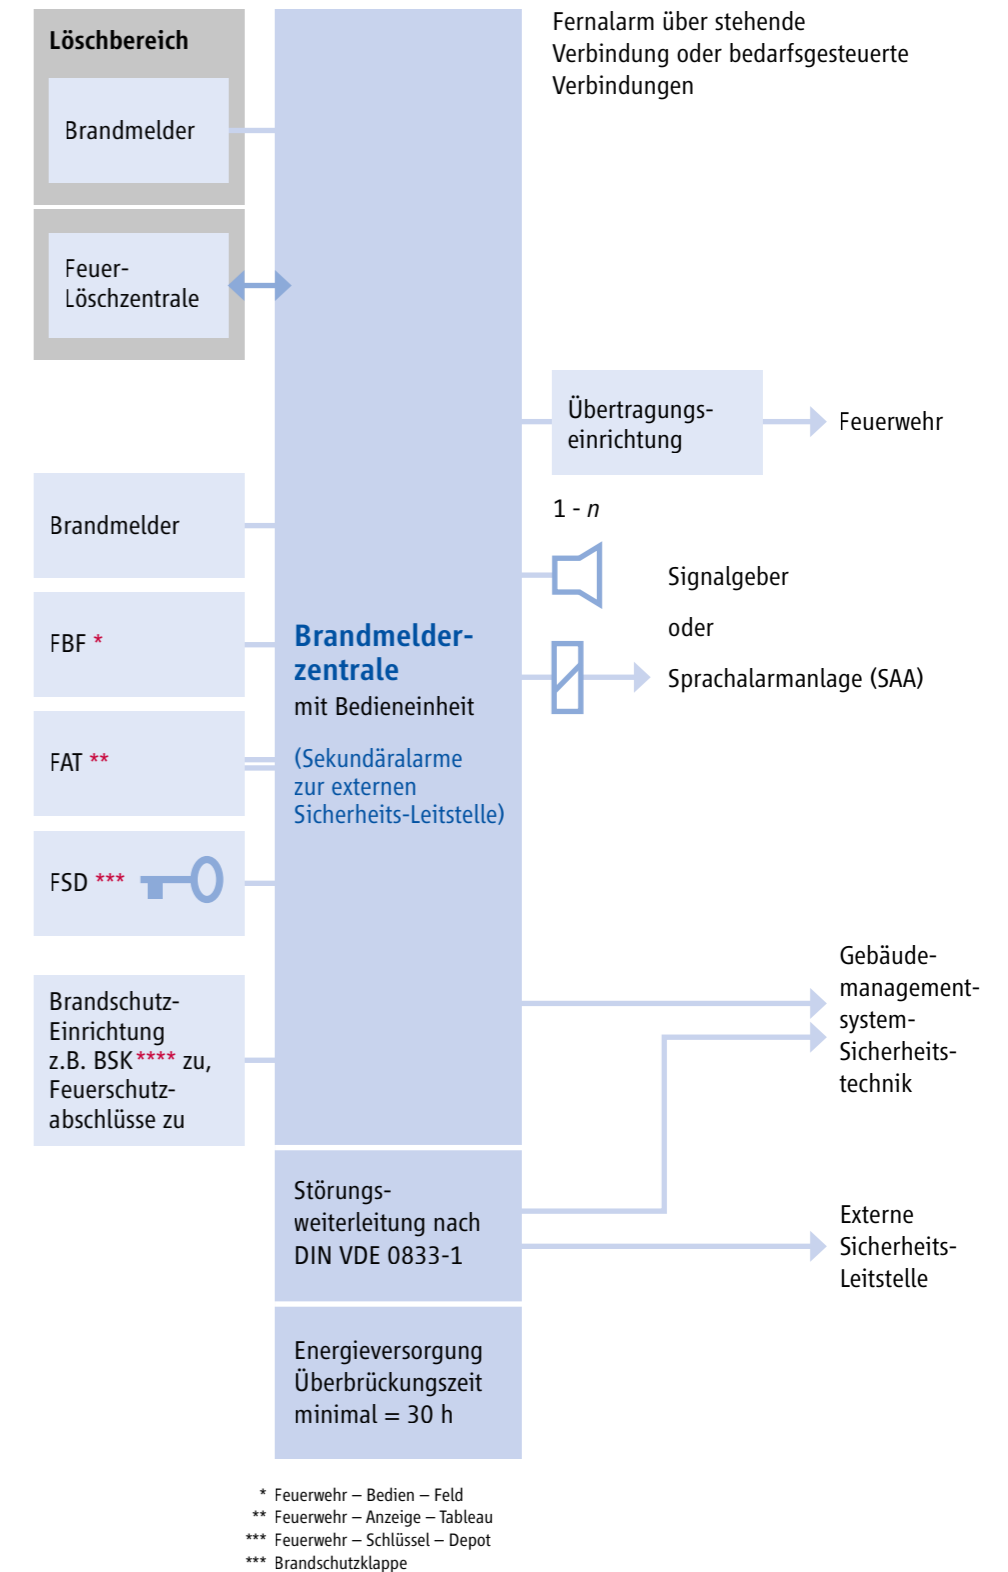 Löschbereich
Brandmelder
Feuer-
Löschzentrale
Brandmelder
FBF *
FAT **
FSD ***
Brandschutz-
Einrichtung
z.B. BSK**** zu,
Feuerschutz-
abschlüsse zu
Brandmelder-
zentrale
mit Bedieneinheit
(Sekundäralarme
zur externen
Sicherheits-Leitstelle)
Störungs-
weiterleitung nach
DIN VDE 0833-1
Energieversorgung
Überbrückungszeit
minimal = 30 h
Fernalarm über stehende
Verbindung oder bedarfsgesteuerte
Verbindungen
Übertragungs-
einrichtung
Feuerwehr
1 - n
Signalgeber
oder
Sprachalarmanlage (SAA)
Gebäude-
management-
system-
Sicherheits-
technik
Externe
Sicherheits-
Leitstelle
* Feuerwehr – Bedien – Feld
** Feuerwehr – Anzeige – Tableau
*** Feuerwehr – Schlüssel – Depot
*** Brandschutzklappe